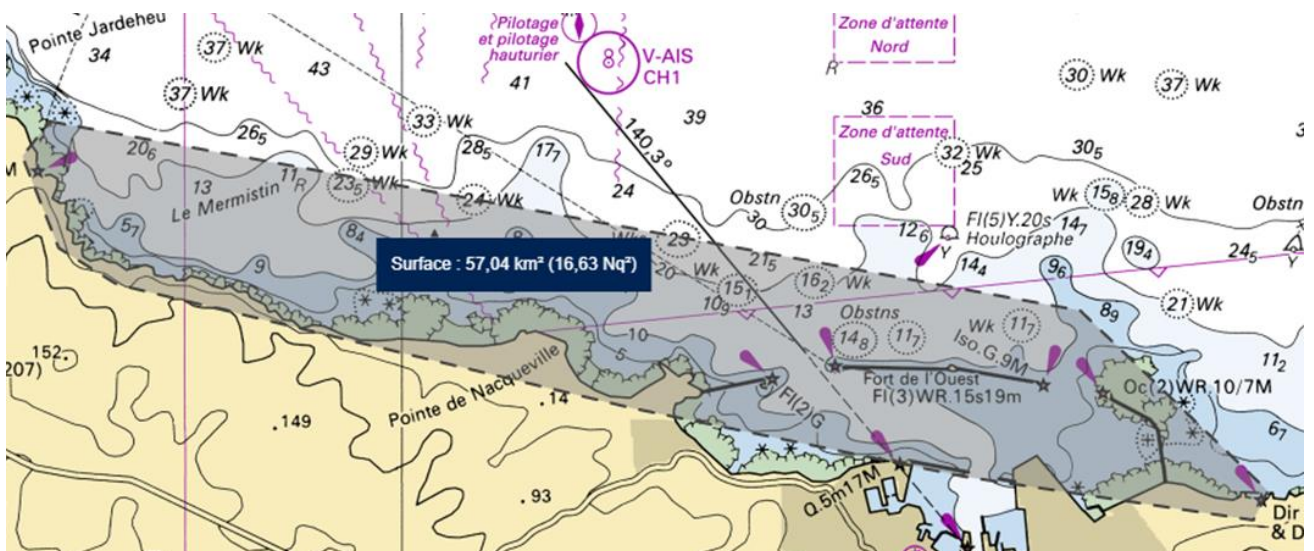 Pointe Jardeheu
34
37 Wk
43
37 Wk
26₅
33 Wk
41
39
Pilotage
et pilotage
hauturier
V-AIS
CH1
140,3°
Zone d'attente
Nord
R
36
30 Wk
37 Wk
Zone d'attente
Sud
32 Wk
25
30₅
26₅
20₆
29 Wk
28₅
17₇
24
13
11
R
23₅ Wk
24 Wk
Le Mermistin
Obstn
30
30₅
12₆
Fl(5)Y.20s
Houlographe
Y
14₇
Wk
15₈
28 Wk
Obstn
19₄
24₅
Y
5₇
8₄
9
23
21₅
20
Wk
15₁
16₂ Wk
14₄
9₆
8₉
21 Wk
Surface : 57,04 km² (16,63 Nq²)
10₉
13
10
5
Obstns
14₈
11₇
Wk
11₇
Iso.G.9M
11₂
Fort de l'Ouest
Fl(3)WR.15s19m
Oc(2)WR.10/7M
Fl(2)G
6₇
152
207)
149
Pointe de Nacqueville
14
93
Q.5m17M
Dir
& D